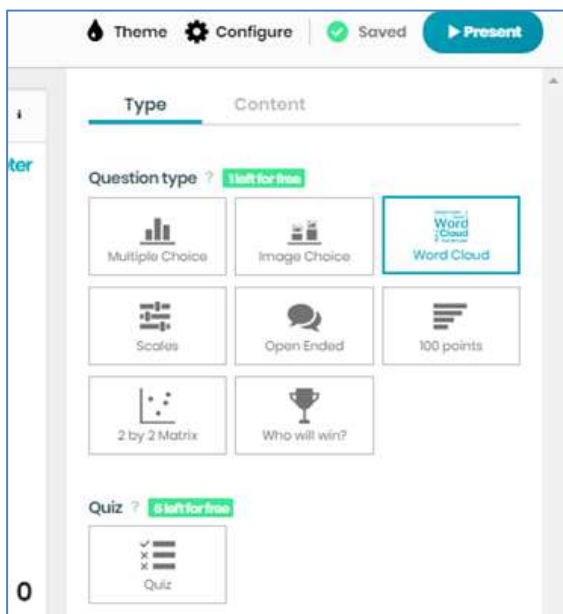 Theme Configure Saved Present
Type Content
ter
Question type ? 1 left for free
Multiple Choice Image Choice Word Cloud
Scales Open Ended 100 points
2 by 2 Matrix Who will win?
Quiz ? 6 left for free
Quiz
0